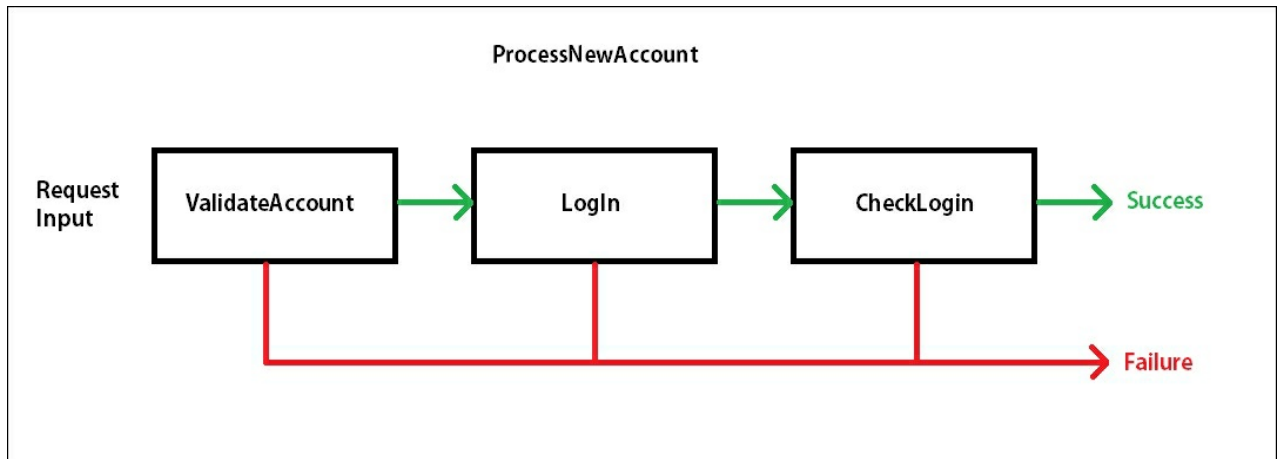 ProcessNewAccount
Request
Input
ValidateAccount
LogIn
CheckLogin
Success
Failure